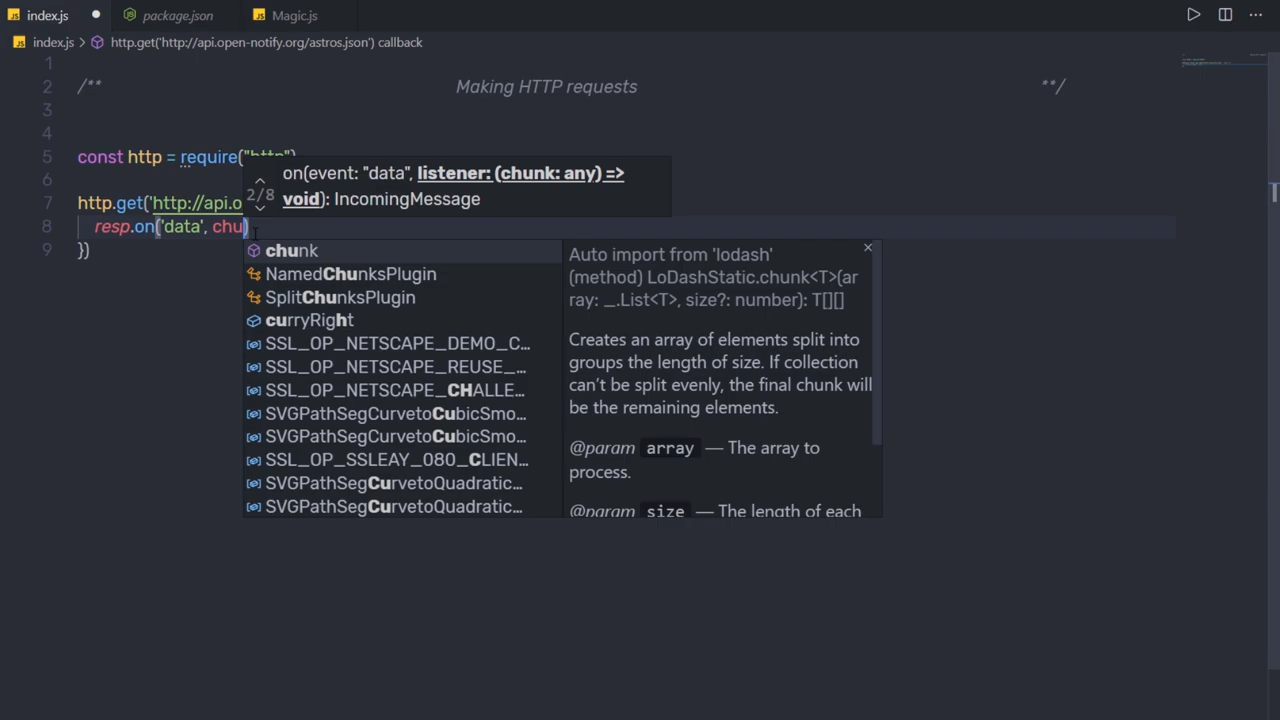 JS index.js package.json JS Magic.js
JS index.js > http.get('http://api.open-notify.org/astros.json') callback
1
2 /** Making HTTP requests **/
3
4
5 const http = require("http")
on(event: "data", listener: (chunk: any) =>
2/8
void): IncomingMessage
6
7 http.get('http://api.o
8 resp.on('data', chu)
9 })
chunk
NamedChunksPlugin
SplitChunksPlugin
curryRight
SSL_OP_NETSCAPE_DEMO_C...
SSL_OP_NETSCAPE_REUSE_...
SSL_OP_NETSCAPE_CHALLE...
SVGPathSegCurvetoCubicSmo...
SVGPathSegCurvetoCubicSmo...
SSL_OP_SSLEAY_080_CLIEN...
SVGPathSegCurvetoQuadratic...
SVGPathSegCurvetoQuadratic...
Auto import from 'lodash'
(method) LoDashStatic.chunk<T>(ar
ray: _.List<T>, size?: number): T[][]
Creates an array of elements split into
groups the length of size. If collection
can't be split evenly, the final chunk will
be the remaining elements.
@param array — The array to
process.
@param size — The length of each